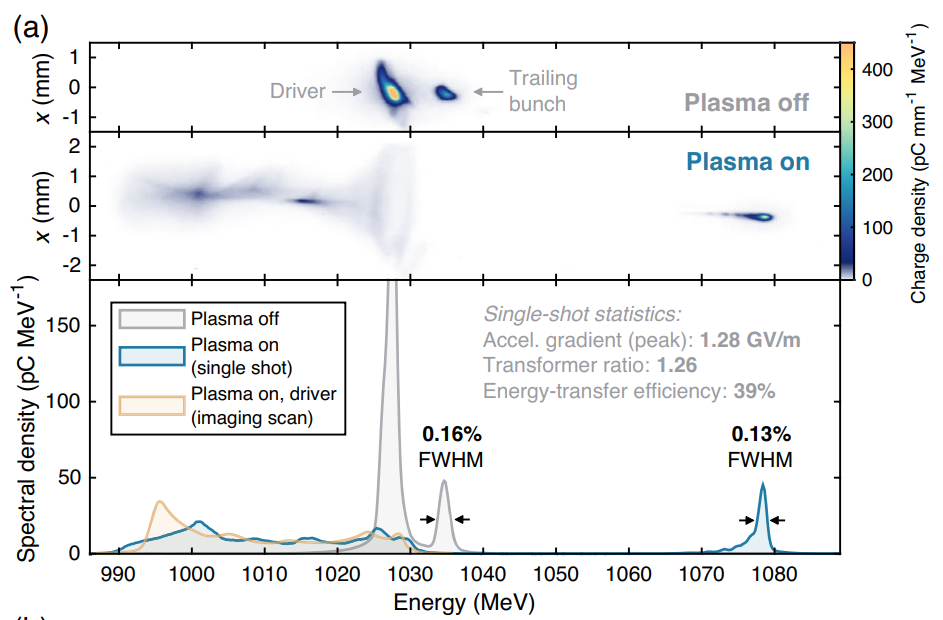 (a)
1
0
-1
x (mm)
Driver
Trailing
bunch
Plasma off
2
1
0
-1
-2
x (mm)
Plasma on
400
300
200
100
0
Charge density (pC mm⁻¹ MeV⁻¹)
150
100
50
0
Spectral density (pC MeV⁻¹)
Plasma off
Plasma on
(single shot)
Plasma on, driver
(imaging scan)
Single-shot statistics:
Accel. gradient (peak): 1.28 GV/m
Transformer ratio: 1.26
Energy-transfer efficiency: 39%
0.16%
FWHM
0.13%
FWHM
990 1000 1010 1020 1030 1040 1050 1060 1070 1080
Energy (MeV)